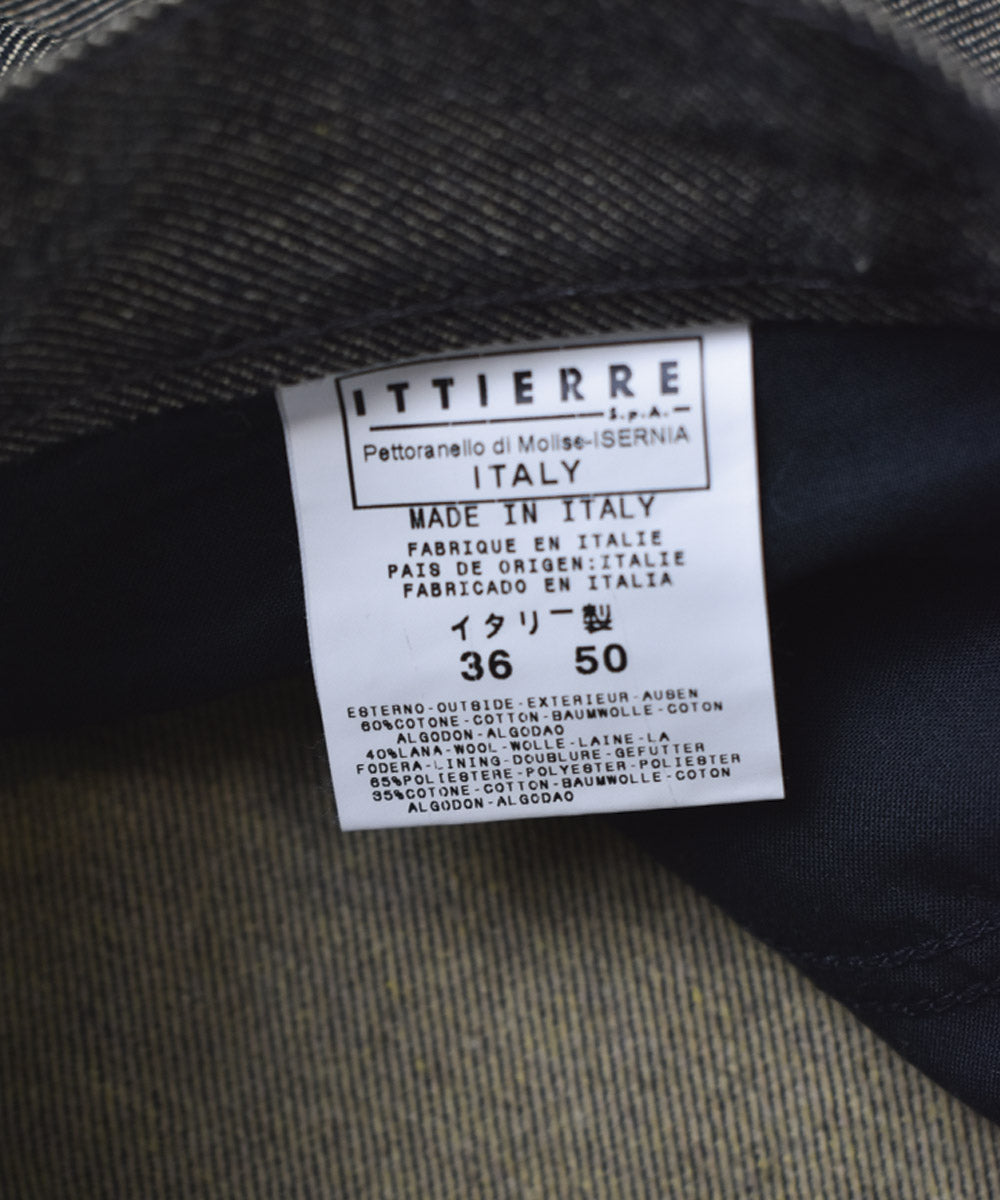 ITTIERRE
S.p.A.
Pettoranello di Molise-ISERNIA
ITALY
MADE IN ITALY
FABRIQUE EN ITALIE
PAIS DE ORIGEN:ITALIE
FABRICADO EN ITALIA
イタリー製
36 50
ESTERNO-OUTSIDE-EXTERIEUR-AUSEN
60%COTONE-COTTON-BAUMWOLLE-COTON
ALGODON-ALGODAO
40%LANA-WOOL-WOLLE-LAINE-LA
FODERA-LINING-DOUBLURE-GEFUTTER
65%POLIESTERE-POLYESTER-POLIESTER
35%COTONE-COTTON-BAUMWOLLE-COTON
ALGODON-ALGODAO